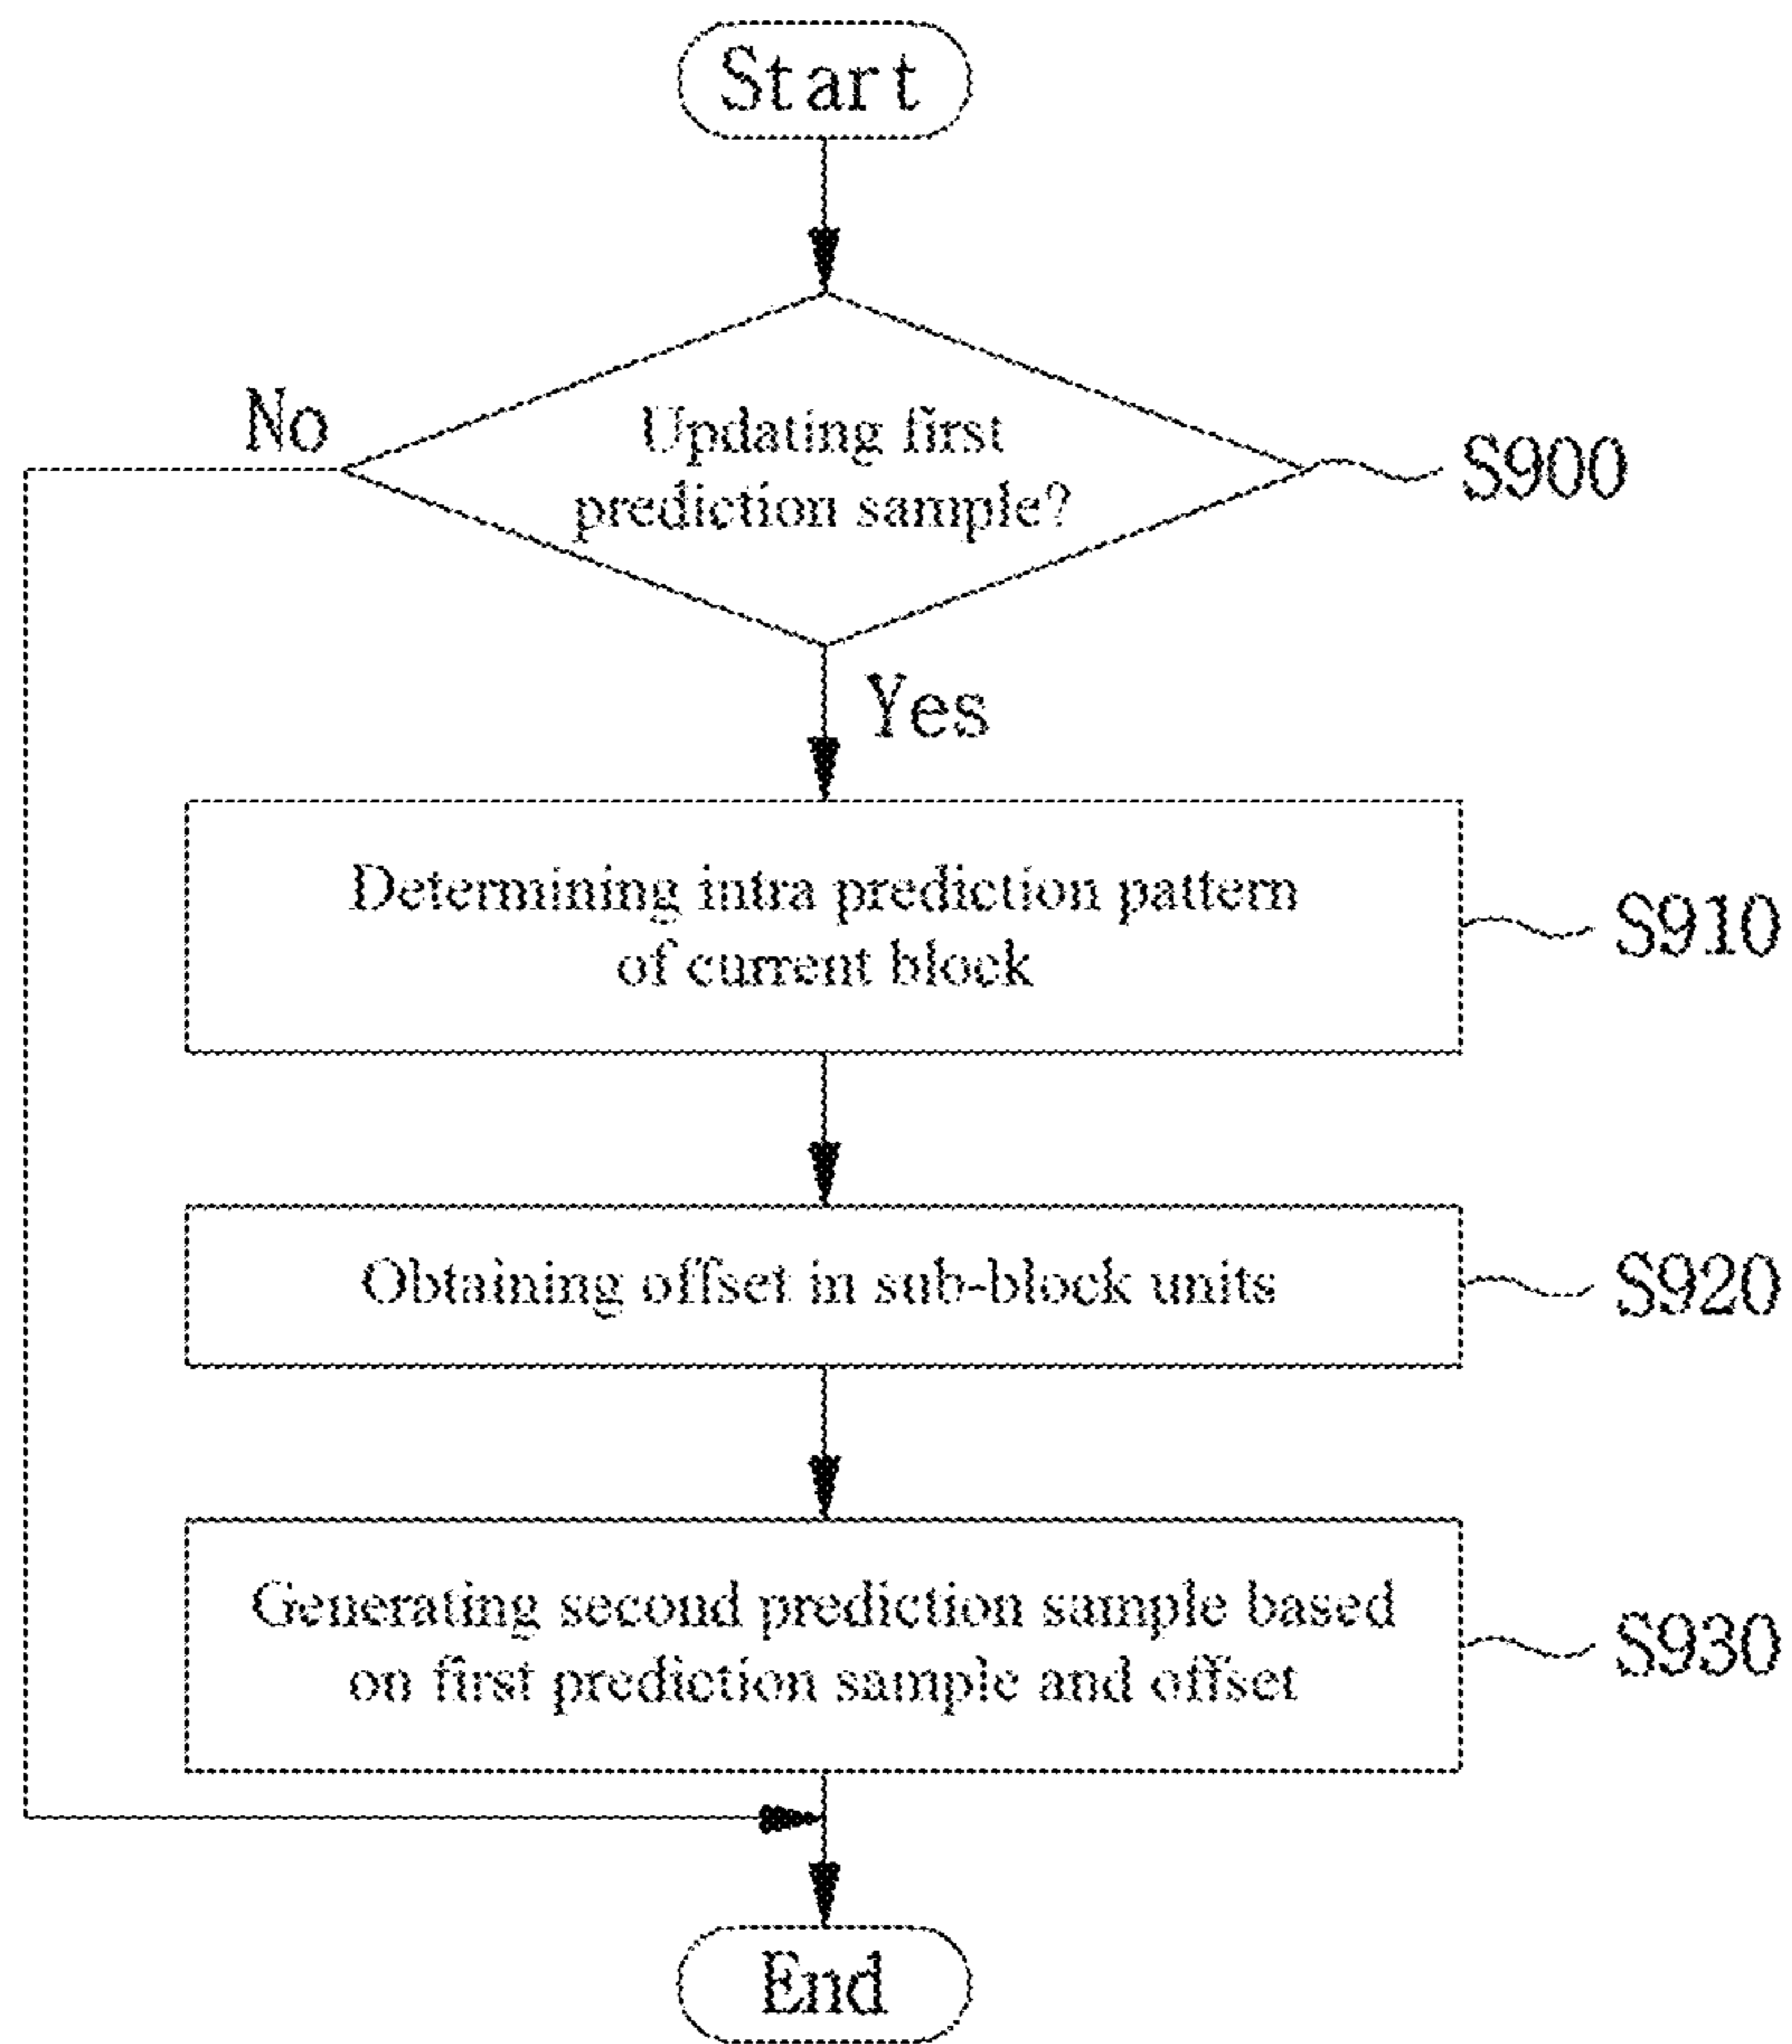 Start
No
Updating first
prediction sample?
S900
Yes
Determining intra prediction pattern
of current block
S910
Obtaining offset in sub-block units
S920
Generating second prediction sample based
on first prediction sample and offset
S930
End